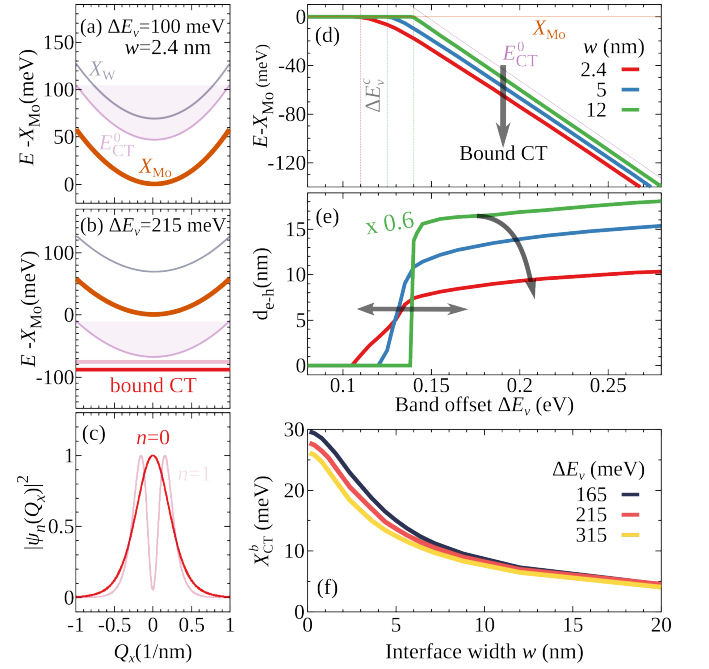 (a) ΔE_v=100 meV
w=2.4 nm
X_W
E⁰_CT
X_Mo
E -X_Mo(meV)
150
100
50
0
(b) ΔE_v=215 meV
E -X_Mo(meV)
100
0
-100
bound CT
(c)
n=0
n=1
|ψ_n(Q_x)|²
1
0.5
0
-1
-0.5
0
0.5
1
Q_x(1/nm)
(d)
X_Mo
E⁰_CT
w (nm)
2.4
5
12
ΔE^c_v
Bound CT
E-X_Mo (meV)
0
-40
-80
-120
(e)
x 0.6
d_e-h(nm)
15
10
5
0
0.1
0.15
0.2
0.25
Band offset ΔE_v (eV)
ΔE_v (meV)
165
215
315
(f)
X^b_CT (meV)
30
20
10
0
0
5
10
15
20
Interface width w (nm)